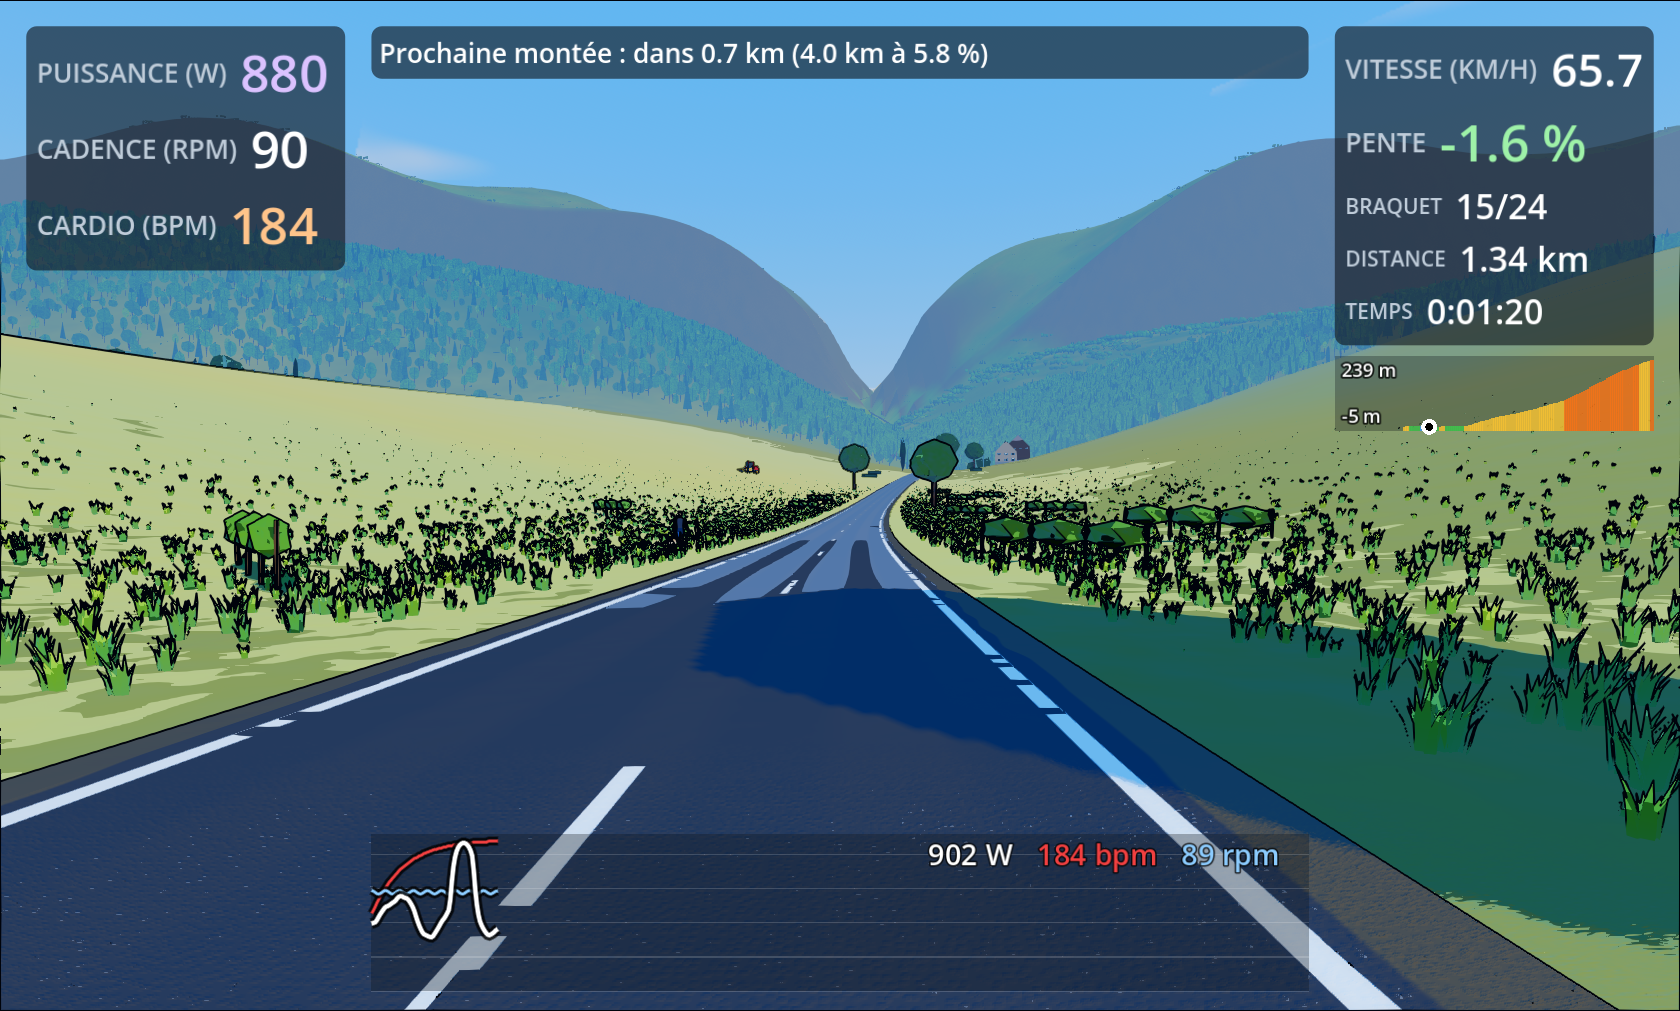 PUISSANCE (W) 880
CADENCE (RPM) 90
CARDIO (BPM) 184
Prochaine montée : dans 0.7 km (4.0 km à 5.8 %)
VITESSE (KM/H) 65.7
PENTE -1.6 %
BRAQUET 15/24
DISTANCE 1.34 km
TEMPS 0:01:20
239 m
-5 m
902 W 184 bpm 89 rpm